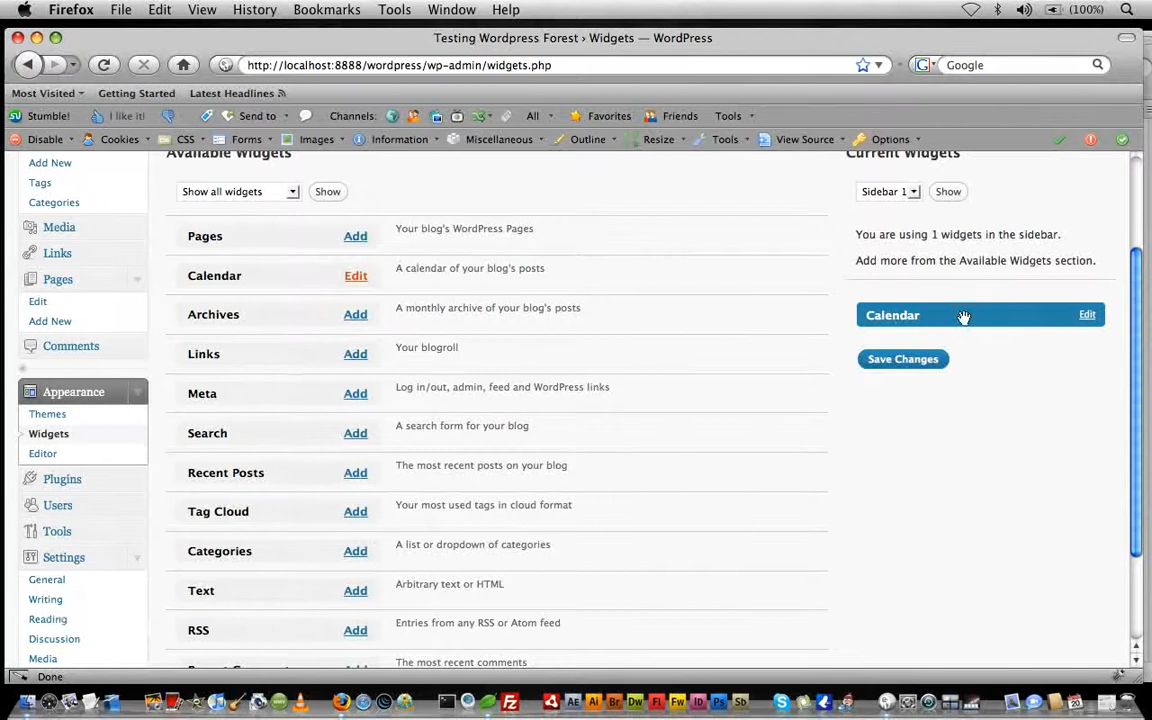 Firefox File Edit View History Bookmarks Tools Window Help (100%)
Testing Wordpress Forest › Widgets — WordPress
http://localhost:8888/wordpress/wp-admin/widgets.php Google
Most Visited Getting Started Latest Headlines
Stumble! I like it! Send to Channels: All Favorites Friends Tools
Disable Cookies CSS Forms Images Information Miscellaneous Outline Resize Tools View Source Options
Add New
Tags
Categories
Media
Links
Pages
Edit
Add New
Comments
Appearance
Themes
Widgets
Editor
Plugins
Users
Tools
Settings
General
Writing
Reading
Discussion
Media
Available Widgets
Show all widgets Show
Pages Add Your blog's WordPress Pages
Calendar Edit A calendar of your blog's posts
Archives Add A monthly archive of your blog's posts
Links Add Your blogroll
Meta Add Log in/out, admin, feed and WordPress links
Search Add A search form for your blog
Recent Posts Add The most recent posts on your blog
Tag Cloud Add Your most used tags in cloud format
Categories Add A list or dropdown of categories
Text Add Arbitrary text or HTML
RSS Add Entries from any RSS or Atom feed
The most recent comments
Current Widgets
Sidebar 1 Show
You are using 1 widgets in the sidebar.
Add more from the Available Widgets section.
Calendar Edit
Save Changes
Done
AE Ai Br Dw Fl Fw Id Ps Sb